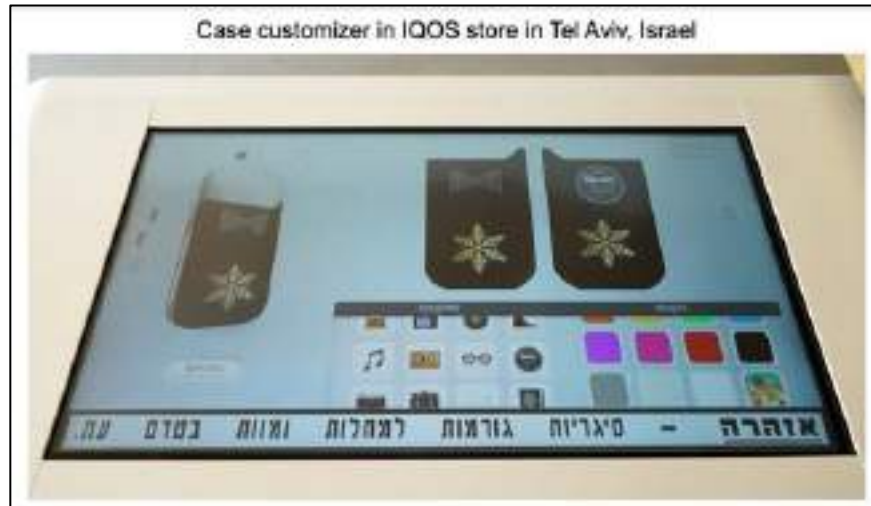 Case customizer in IQOS store in Tel Aviv, Israel
אזהרה – סיגריות גורמות למחלות ומוות בטרם עת.